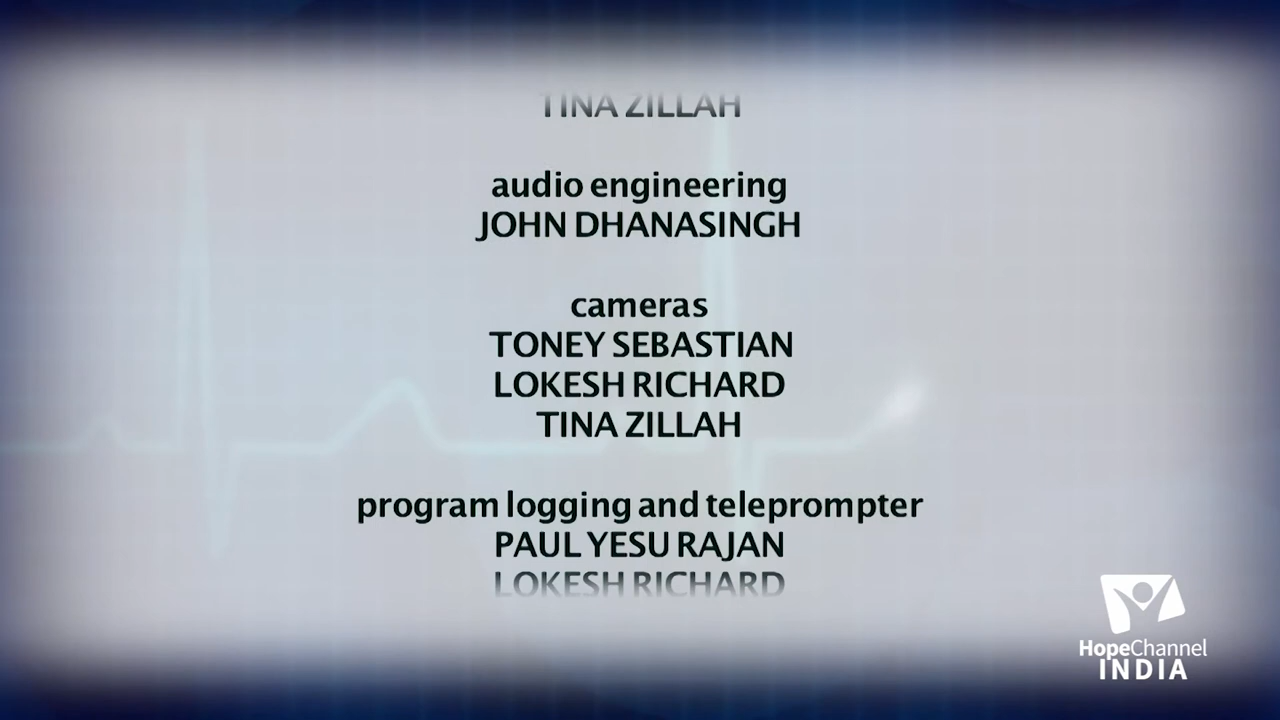 TINA ZILLAH
audio engineering
JOHN DHANASINGH
cameras
TONEY SEBASTIAN
LOKESH RICHARD
TINA ZILLAH
program logging and teleprompter
PAUL YESU RAJAN
LOKESH RICHARD
HopeChannel
INDIA